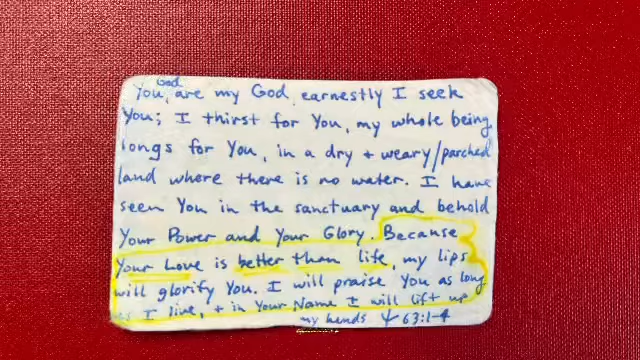 God
You, are my God, earnestly I seek
You; I thirst for You, my whole being
longs for You, in a dry + weary/parched
land where there is no water. I have
seen You in the sanctuary and behold
Your Power and Your Glory. Because
Your Love is better than life, my lips
will glorify You. I will praise You as long
as I live, + in Your Name I will lift up
my hands Ψ 63:1-4